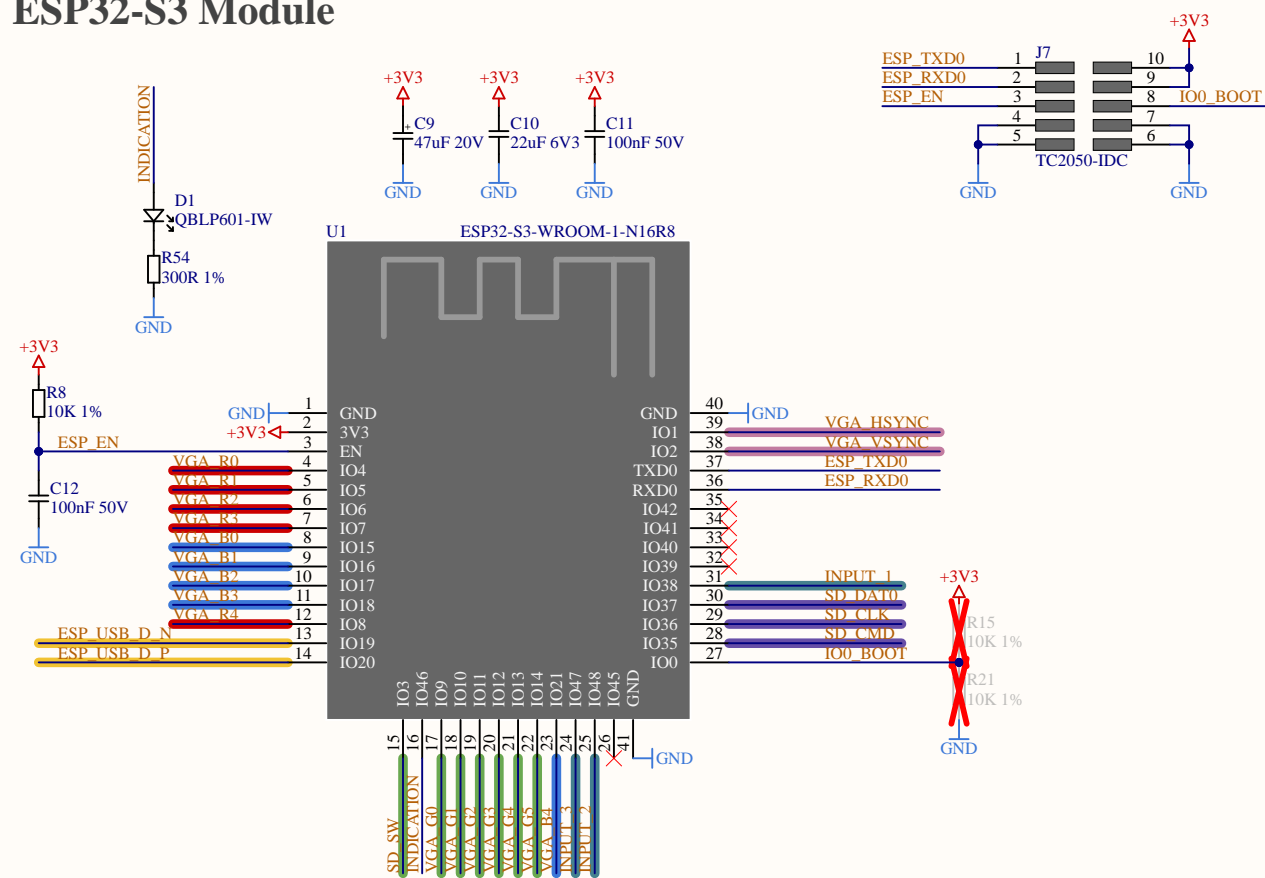 ESP32-S3 Module
+3V3
J7
ESP_TXD0 1 10
ESP_RXD0 2 9
ESP_EN 3 8 IO0_BOOT
4 7
5 6
TC2050-IDC
GND GND
+3V3 +3V3 +3V3
C9
47uF 20V
C10
22uF 6V3
C11
100nF 50V
GND GND GND
INDICATION
D1
QBLP601-IW
R54
300R 1%
GND
U1 ESP32-S3-WROOM-1-N16R8
+3V3
R8
10K 1%
ESP_EN
C12
100nF 50V
GND
GND 1 GND
+3V3 2 3V3
3 EN
VGA_R0 4 IO4
VGA_R1 5 IO5
VGA_R2 6 IO6
VGA_R3 7 IO7
VGA_B0 8 IO15
VGA_B1 9 IO16
VGA_B2 10 IO17
VGA_B3 11 IO18
VGA_R4 12 IO8
ESP_USB_D_N 13 IO19
ESP_USB_D_P 14 IO20
GND 40 GND
IO1 39 VGA_HSYNC
IO2 38 VGA_VSYNC
TXD0 37 ESP_TXD0
RXD0 36 ESP_RXD0
IO42 35
IO41 34
IO40 33
IO39 32
IO38 31 INPUT_1
IO37 30 SD_DAT0
IO36 29 SD_CLK
IO35 28 SD_CMD
IO0 27 IO0_BOOT
+3V3
R15
10K 1%
R21
10K 1%
GND
IO3 15 SD_SW
IO46 16 INDICATION
IO9 17 VGA_G0
IO10 18 VGA_G1
IO11 19 VGA_G2
IO12 20 VGA_G3
IO13 21 VGA_G4
IO14 22 VGA_G5
IO21 23 VGA_B4
IO47 24 INPUT_3
IO48 25 INPUT_2
IO45 26
GND 41 GND